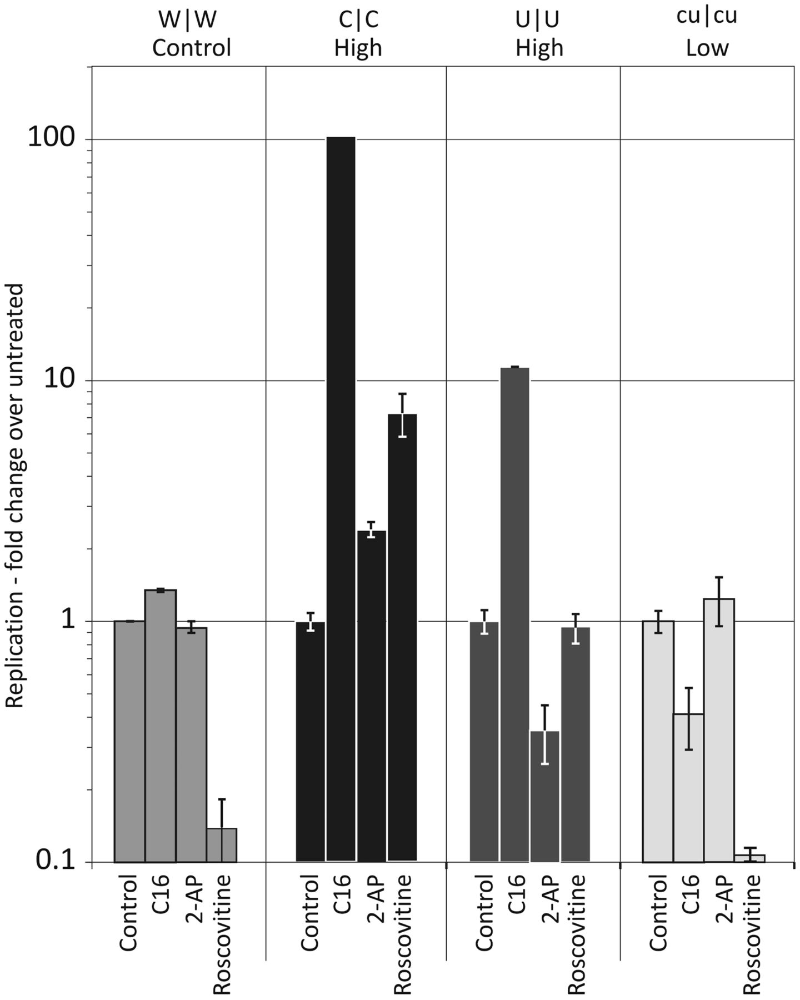 W|W
Control
C|C
High
U|U
High
cu|cu
Low
Replication - fold change over untreated
100
10
1
0.1
Control
C16
2-AP
Roscovitine
Control
C16
2-AP
Roscovitine
Control
C16
2-AP
Roscovitine
Control
C16
2-AP
Roscovitine